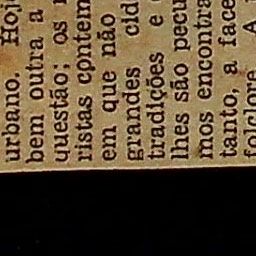 urbano. Hoje
bem outra a
questão; os
ristas contem
em que não
grandes cid
tradições e
lhes são pecu
mos encontra
tanto, a face
folclore. A